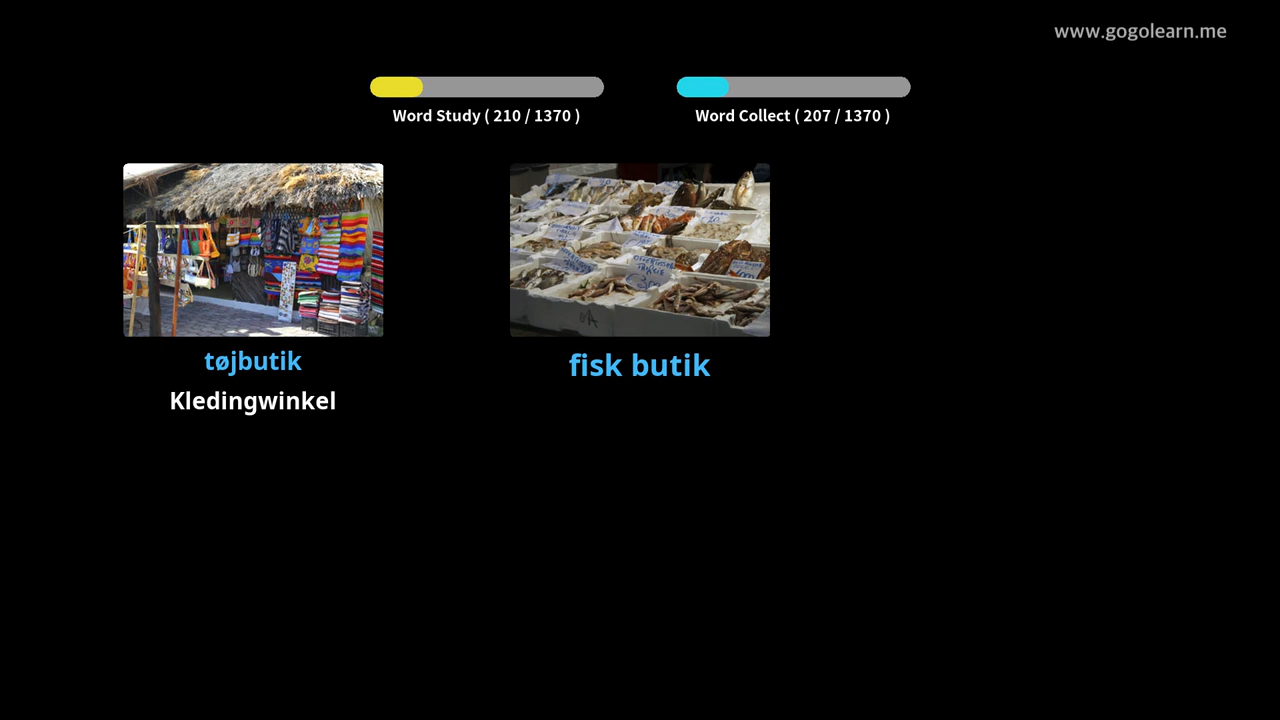 www.gogolearn.me
Word Study ( 210 / 1370 )
Word Collect ( 207 / 1370 )
tøjbutik
Kledingwinkel
fisk butik